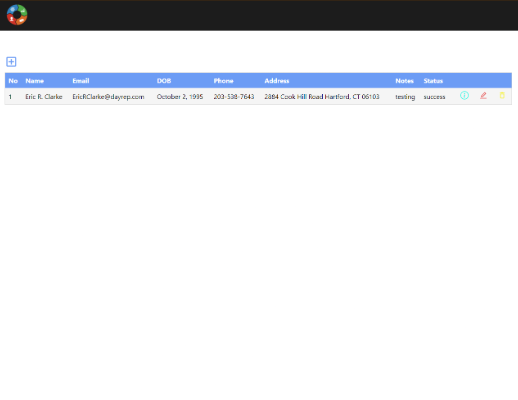 No Name Email DOB Phone Address Notes Status
1 Eric R. Clarke EricRClarke@dayrep.com October 2, 1995 203-538-7643 2884 Cook Hill Road Hartford, CT 06103 testing success